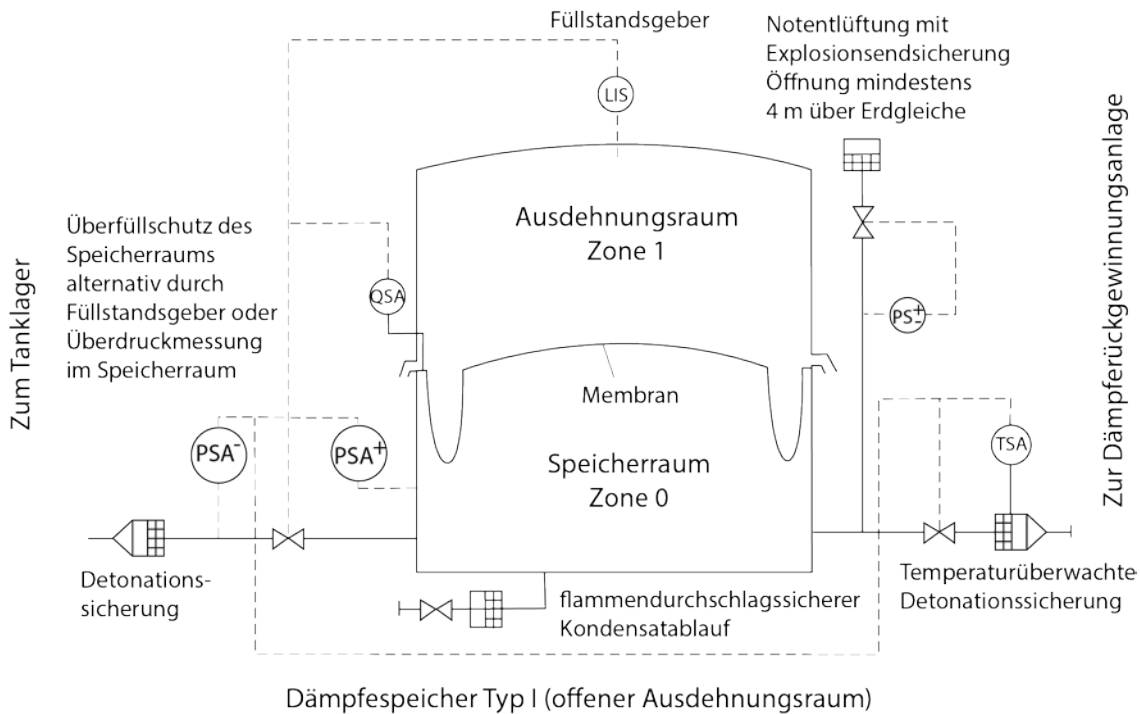 Füllstandsgeber
Notentlüftung mit
Explosionsendsicherung
Öffnung mindestens
4 m über Erdgleiche
LIS
Ausdehnungsraum
Zone 1
Überfüllschutz des
Speicherraums
alternativ durch
Füllstandsgeber oder
Überdruckmessung
im Speicherraum
QSA
PS±
Zum Tanklager
Zur Dämpferückgewinnungsanlage
Membran
PSA-
PSA+
TSA
Speicherraum
Zone 0
Detonations-
sicherung
flammendurchschlagssicherer
Kondensatablauf
Temperaturüberwachte
Detonationssicherung
Dämpfespeicher Typ I (offener Ausdehnungsraum)